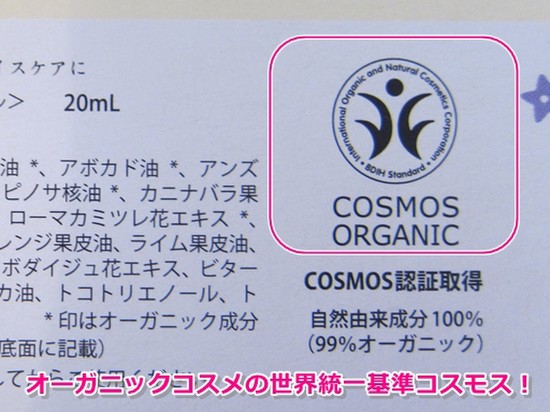 イスケアに
ル＞ 20mL
油＊、アボカド油＊、アンズ
ピノサ核油＊、カニナバラ果
ローマカミツレ花エキス＊、
レンジ果皮油、ライム果皮油、
ボダイジュ花エキス、ビター
カ油、トコトリエノール、ト
＊印はオーガニック成分
底面に記載）
International Organic and Natural Cosmetics Corporation
・BDIH Standard・
COSMOS
ORGANIC
COSMOS認証取得
自然由来成分100％
（99％オーガニック）
オーガニックコスメの世界統一基準コスモス！